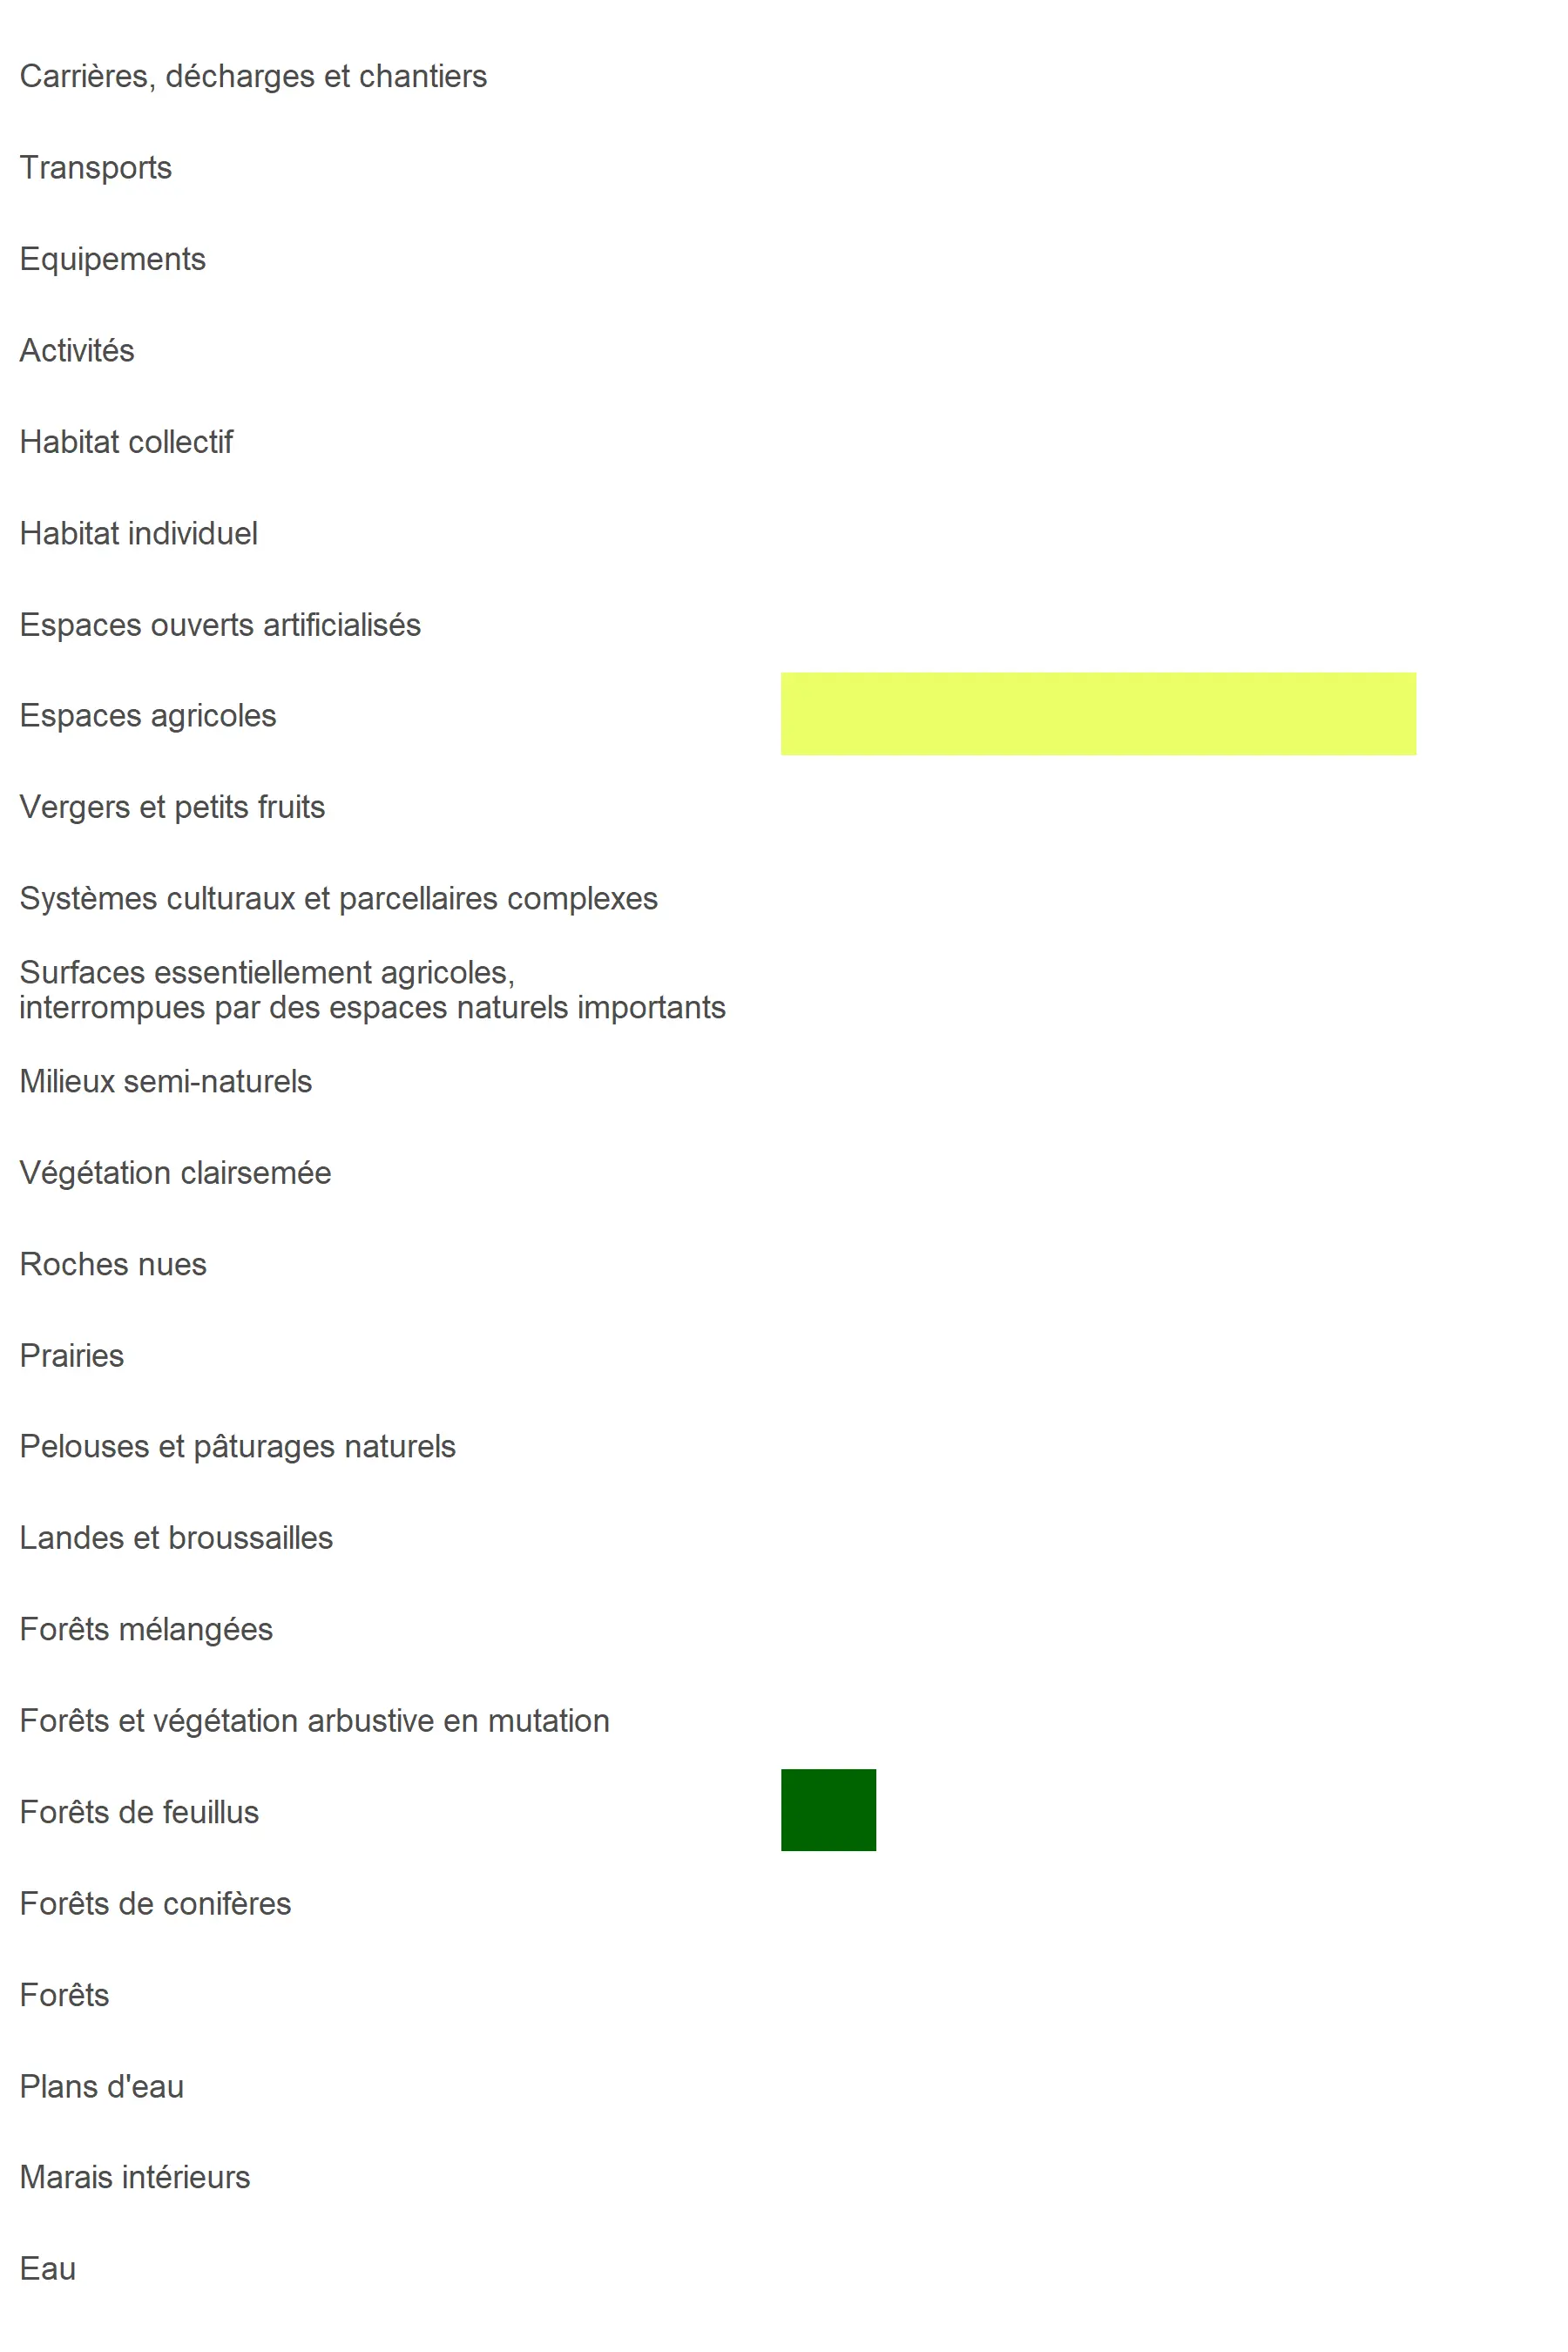 Carrières, décharges et chantiers
Transports
Equipements
Activités
Habitat collectif
Habitat individuel
Espaces ouverts artificialisés
Espaces agricoles
Vergers et petits fruits
Systèmes culturaux et parcellaires complexes
Surfaces essentiellement agricoles,
interrompues par des espaces naturels importants
Milieux semi-naturels
Végétation clairsemée
Roches nues
Prairies
Pelouses et pâturages naturels
Landes et broussailles
Forêts mélangées
Forêts et végétation arbustive en mutation
Forêts de feuillus
Forêts de conifères
Forêts
Plans d'eau
Marais intérieurs
Eau